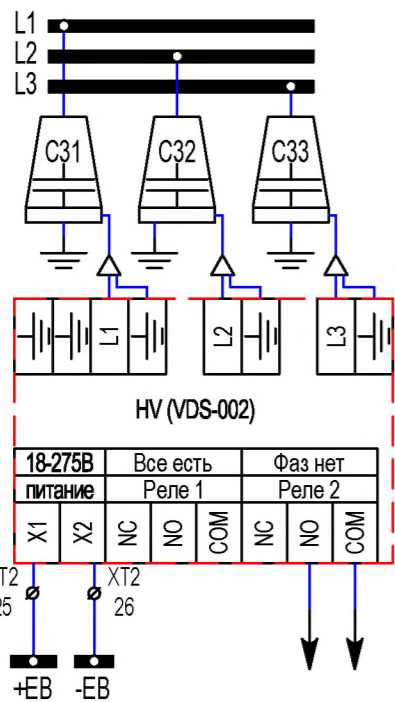 L1
L2
L3
C31 C32 C33
L1 L2 L3
HV (VDS-002)
18-275В Все есть Фаз нет
питание Реле 1 Реле 2
X1 X2 NC NO COM NC NO COM
T2 XT2
25 26
+EB -EB